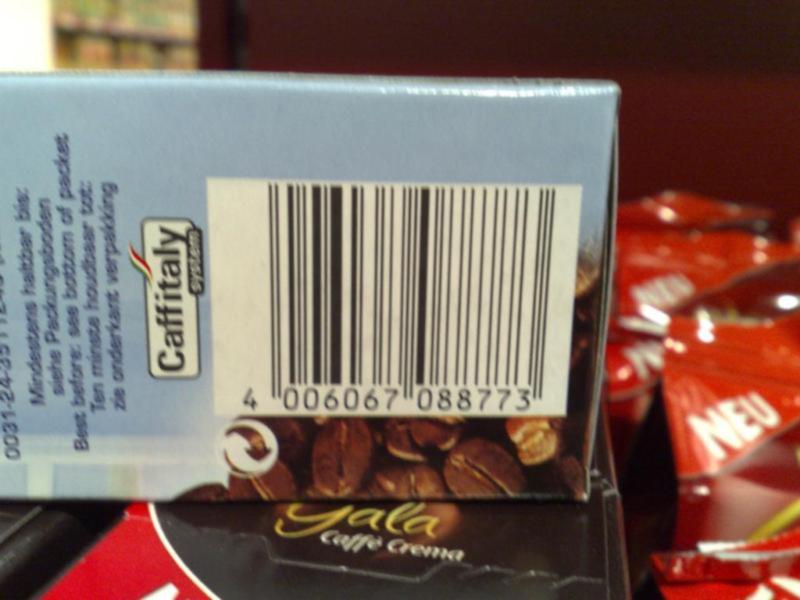 Mindestens haltbar bis:
siehe Packungsboden
Best before: see bottom of packet
Ten minste houdbaar tot:
zie onderkant verpakking
Caffitaly
system
4 006067 088773
gala
Caffè Crema
NEU
NEU